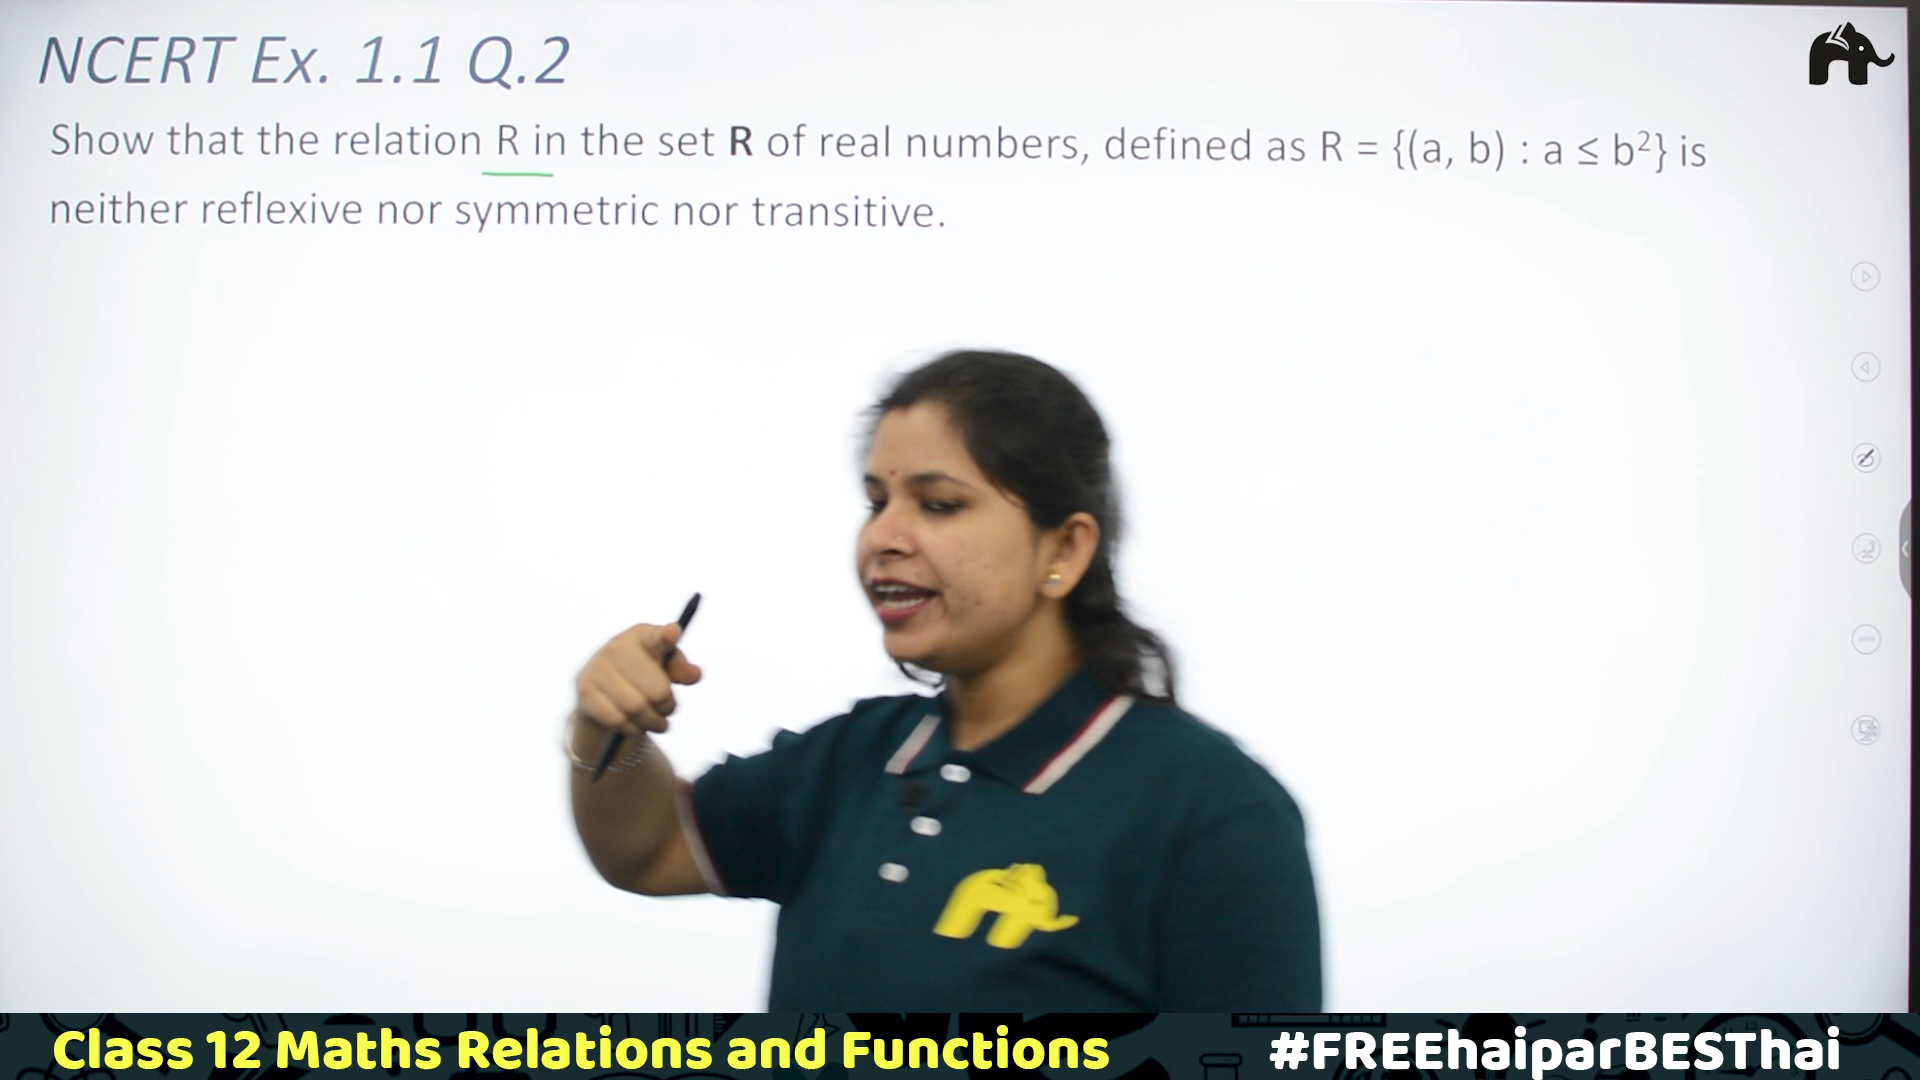 NCERT Ex. 1.1 Q.2
Show that the relation R in the set R of real numbers, defined as R = {(a, b) : a ≤ b²} is
neither reflexive nor symmetric nor transitive.
Class 12 Maths Relations and Functions
#FREEhaiparBESThai